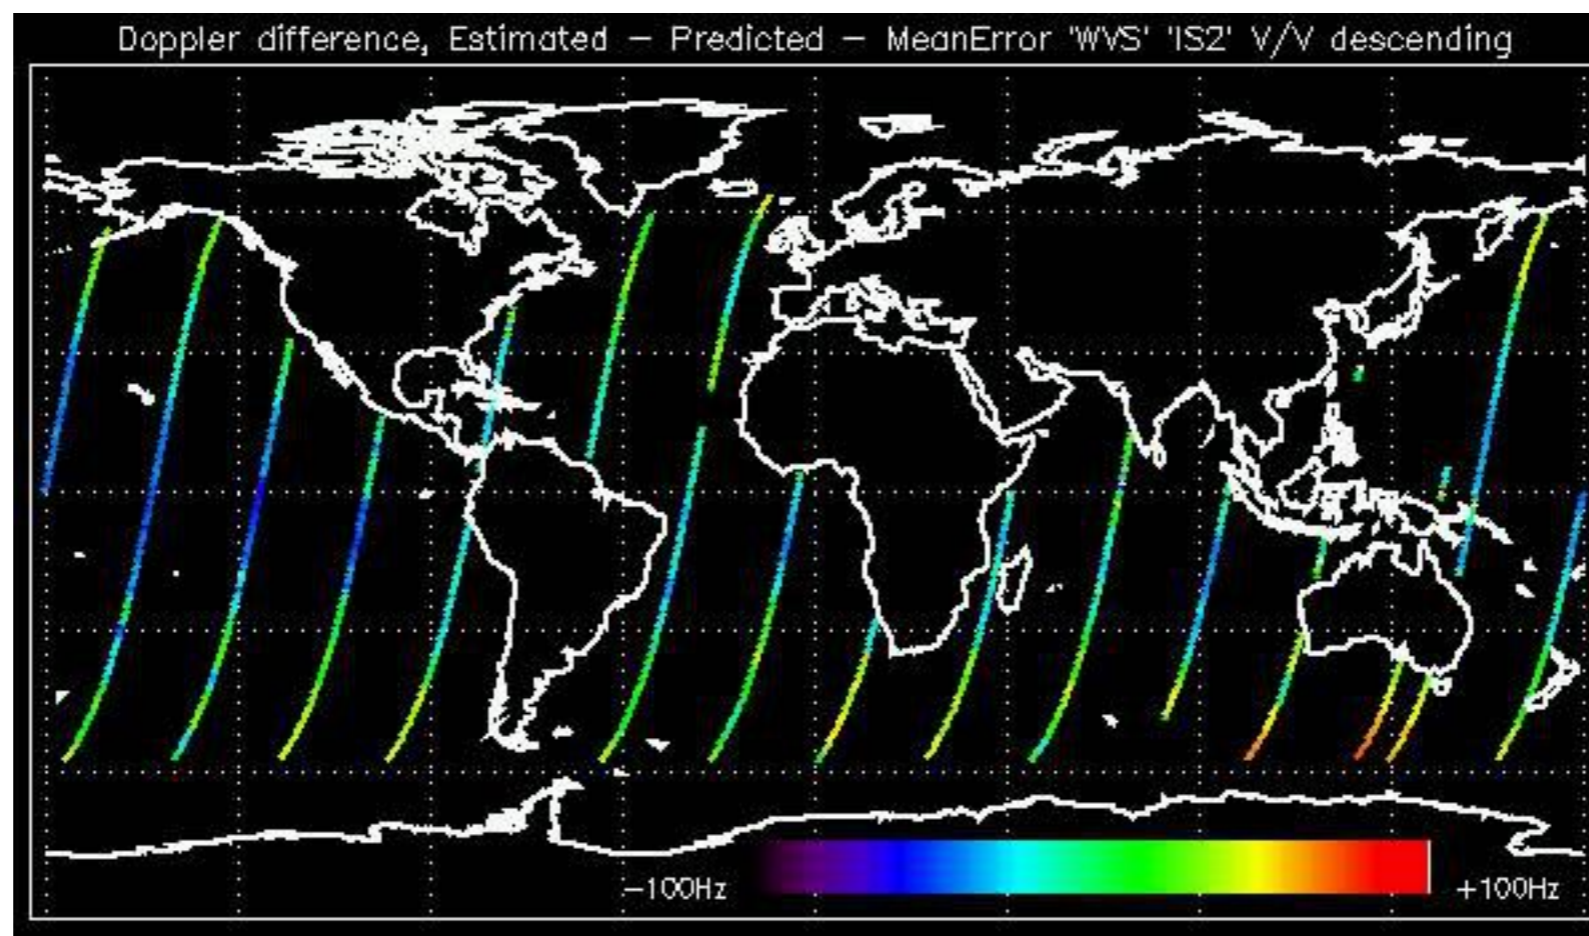 Doppler difference, Estimated – Predicted – MeanError 'WVS' 'IS2' V/V descending
-100Hz
+100Hz